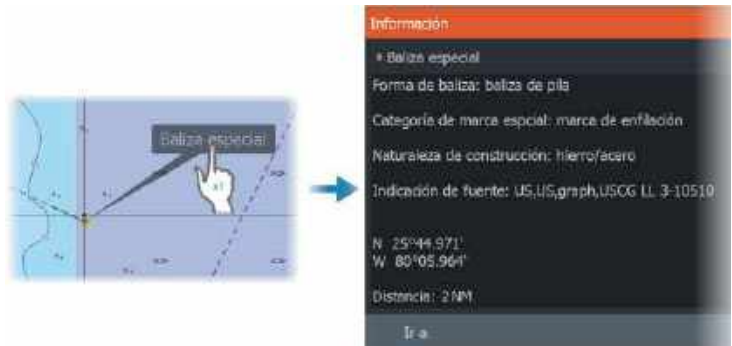 Baliza especial
x1
Información
Baliza especial
Forma de baliza: baliza de pila
Categoría de marca espcial: marca de enfilación
Naturaleza de construcción: hierro/acero
Indicación de fuente: US,US,graph,USCG LL 3-10510
N 25°44.971'
W 80°05.964'
Distancia: 2 NM
Ir a